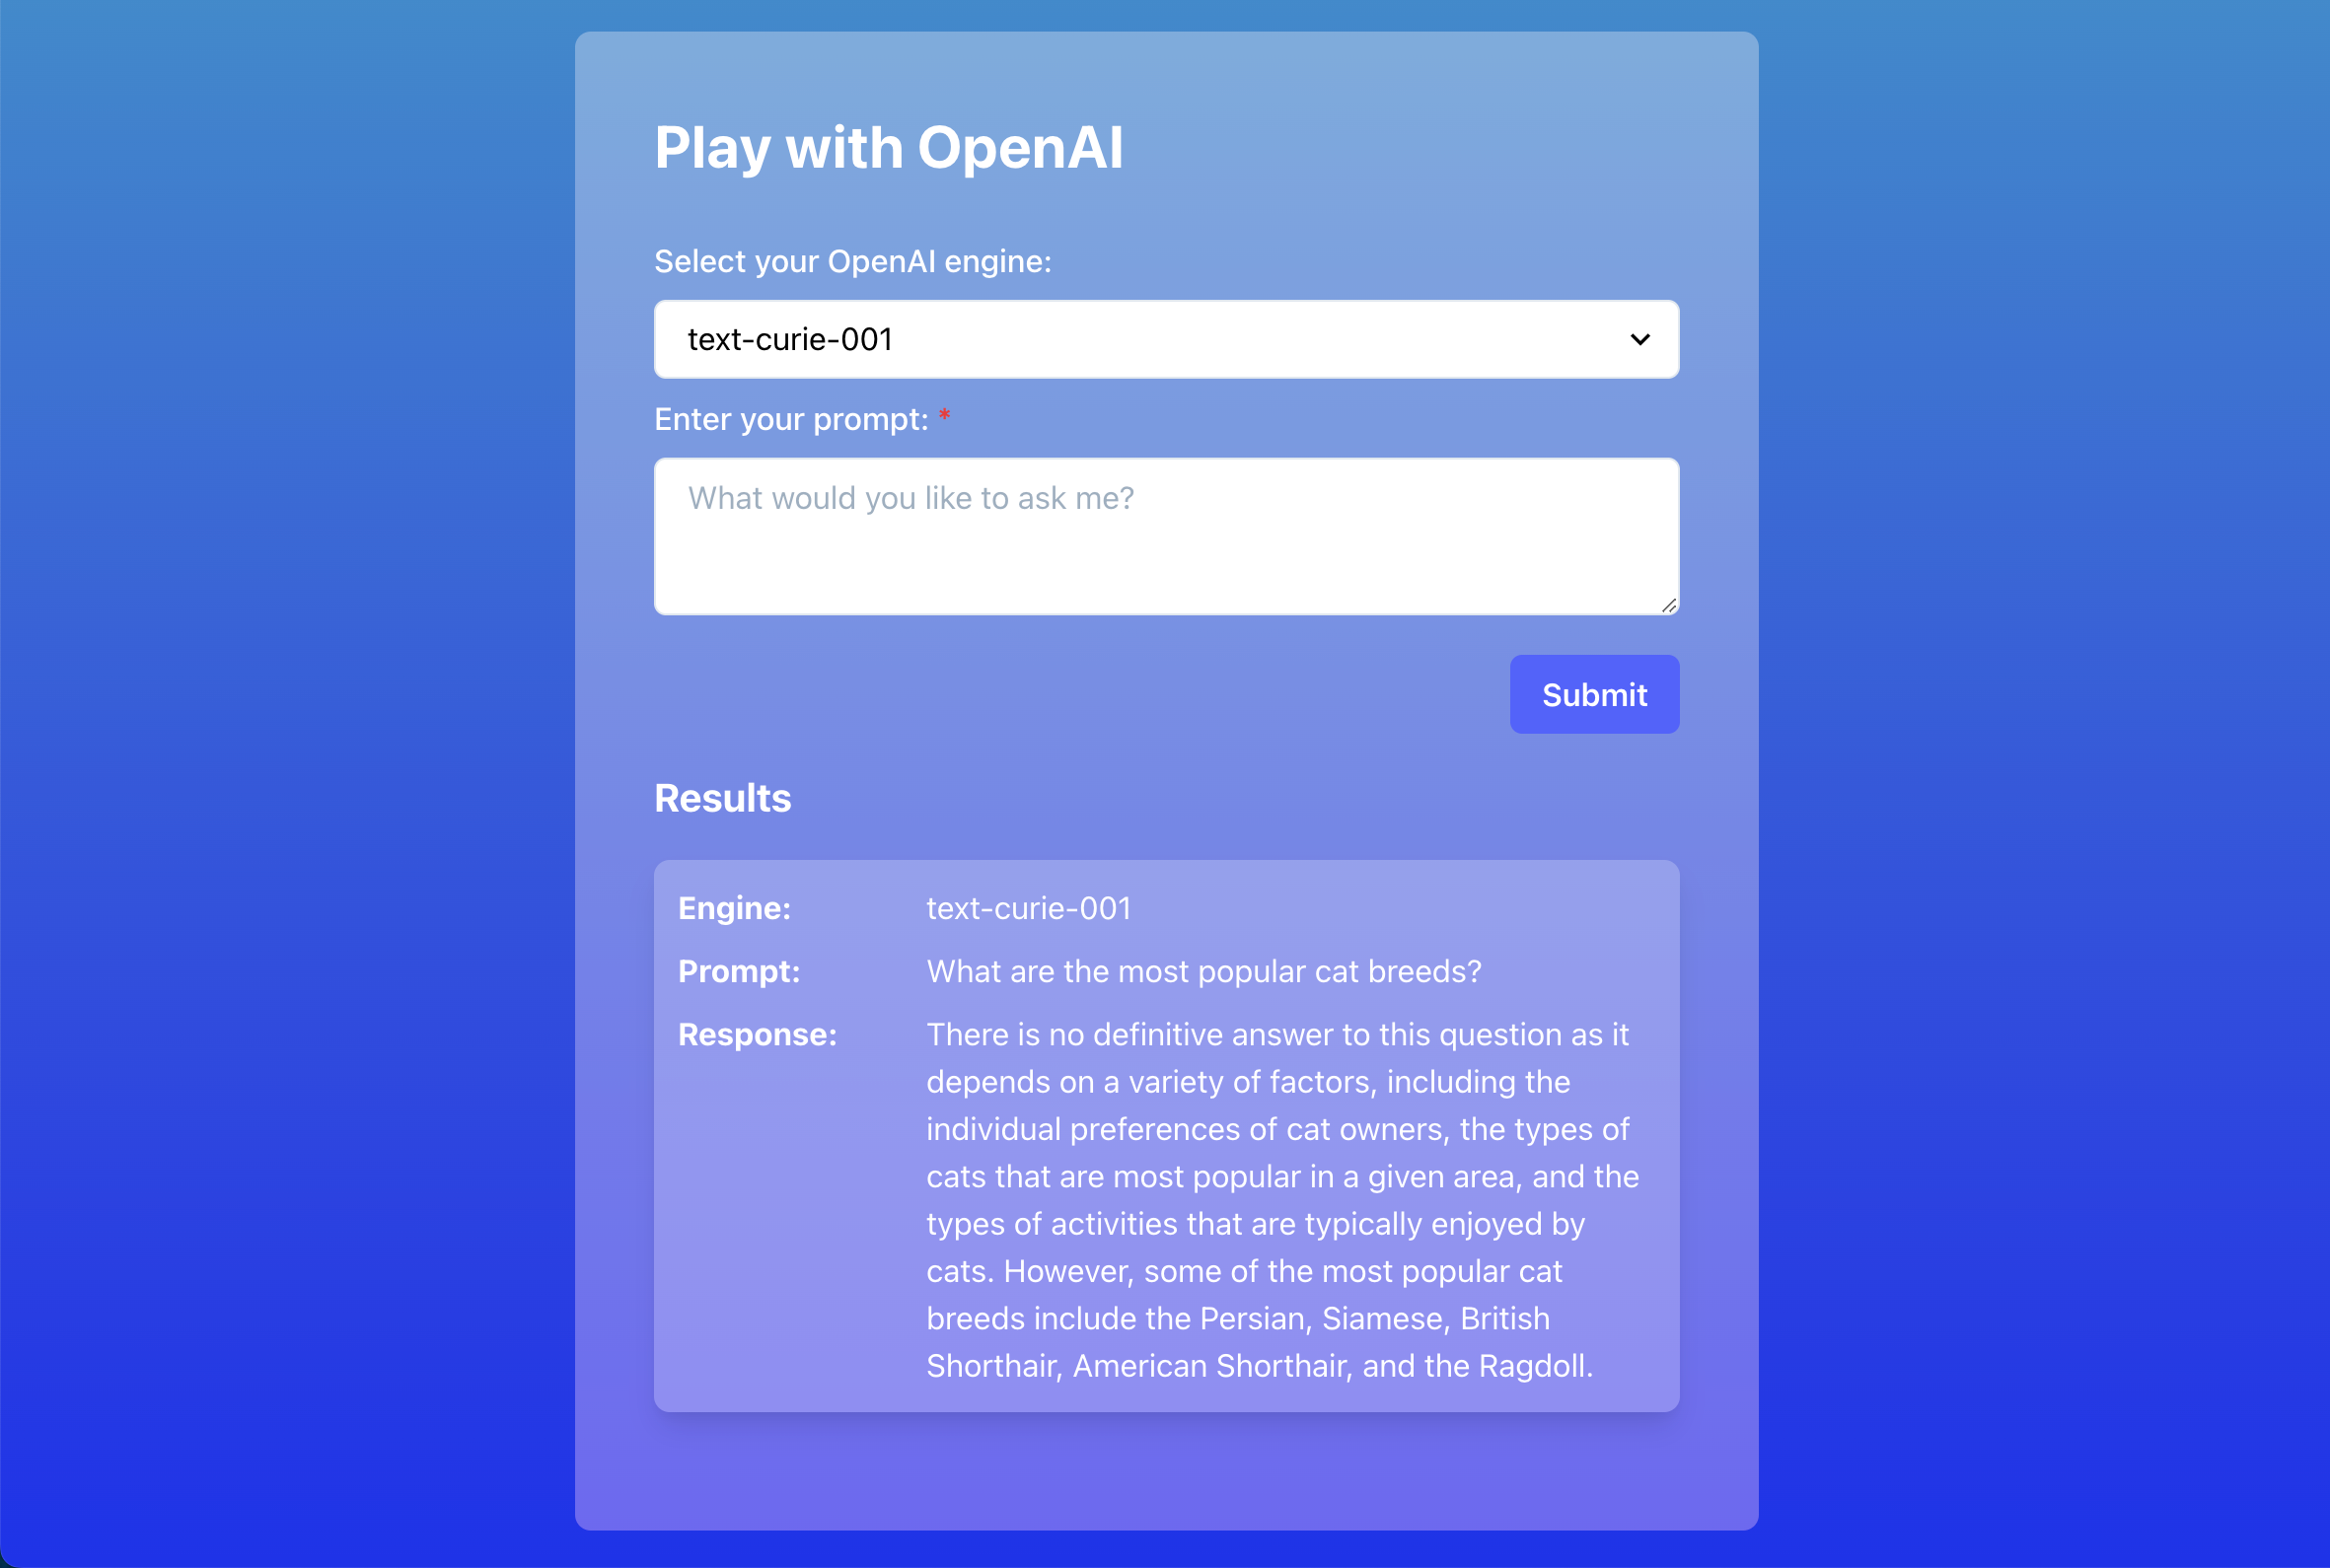 Play with OpenAI
Select your OpenAI engine:
text-curie-001
Enter your prompt: *
What would you like to ask me?
Submit
Results
Engine: text-curie-001
Prompt: What are the most popular cat breeds?
Response: There is no definitive answer to this question as it
depends on a variety of factors, including the
individual preferences of cat owners, the types of
cats that are most popular in a given area, and the
types of activities that are typically enjoyed by
cats. However, some of the most popular cat
breeds include the Persian, Siamese, British
Shorthair, American Shorthair, and the Ragdoll.